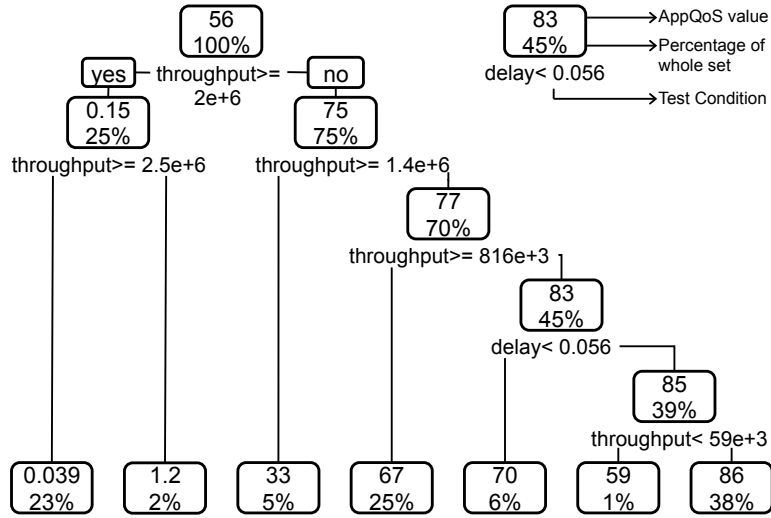 56
100%
yes
throughput>=
2e+6
no
83
45%
delay< 0.056
AppQoS value
Percentage of
whole set
Test Condition
0.15
25%
throughput>= 2.5e+6
75
75%
throughput>= 1.4e+6
77
70%
throughput>= 816e+3
83
45%
delay< 0.056
85
39%
throughput< 59e+3
0.039
23%
1.2
2%
33
5%
67
25%
70
6%
59
1%
86
38%